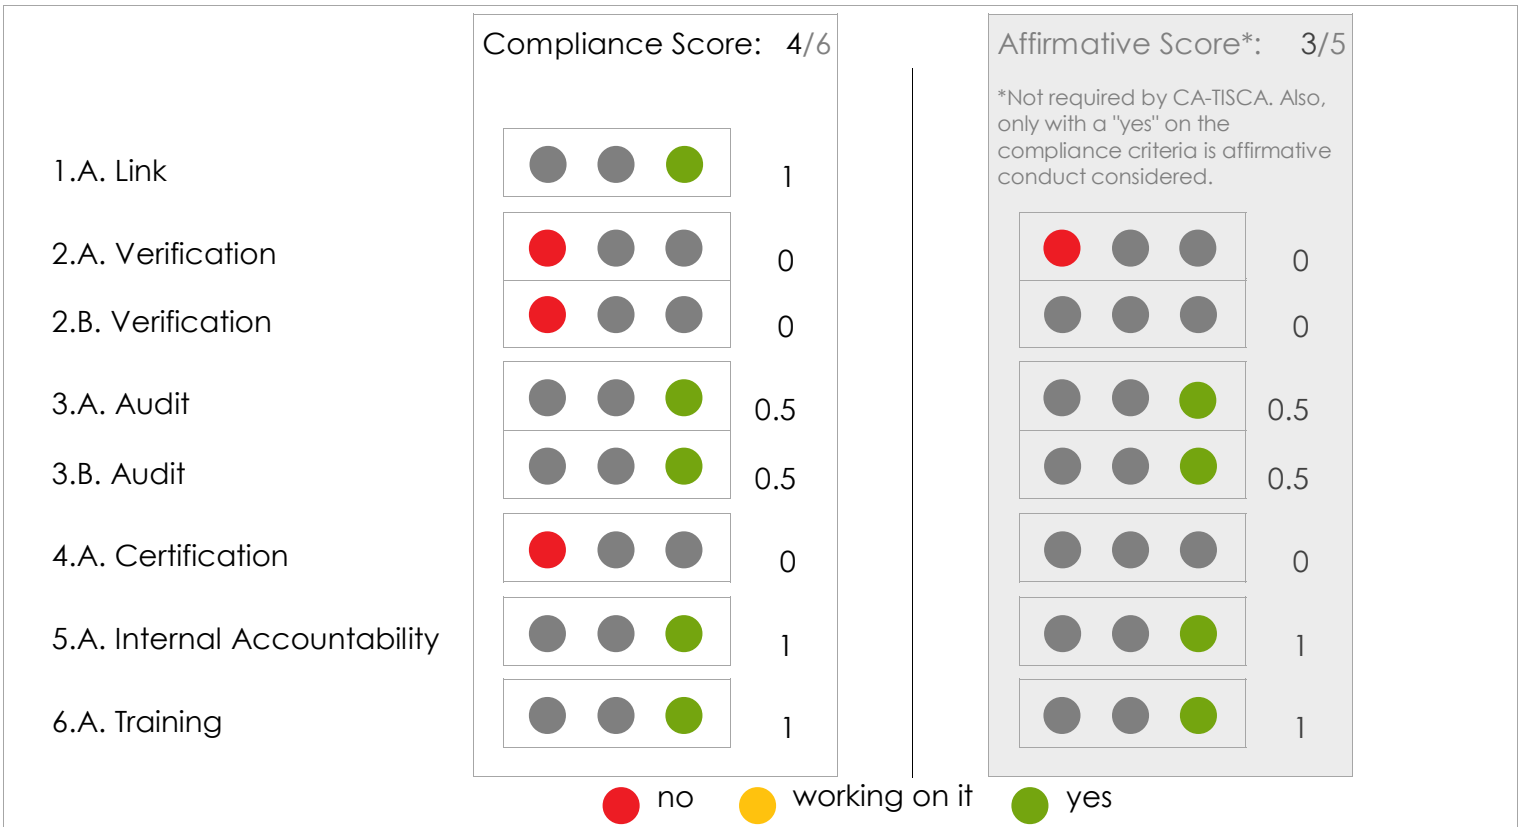 Compliance Score: 4/6
Affirmative Score*: 3/5
*Not required by CA-TISCA. Also,
only with a "yes" on the
compliance criteria is affirmative
conduct considered.
1.A. Link 1
2.A. Verification 0 0
2.B. Verification 0 0
3.A. Audit 0.5 0.5
3.B. Audit 0.5 0.5
4.A. Certification 0 0
5.A. Internal Accountability 1 1
6.A. Training 1 1
no working on it yes